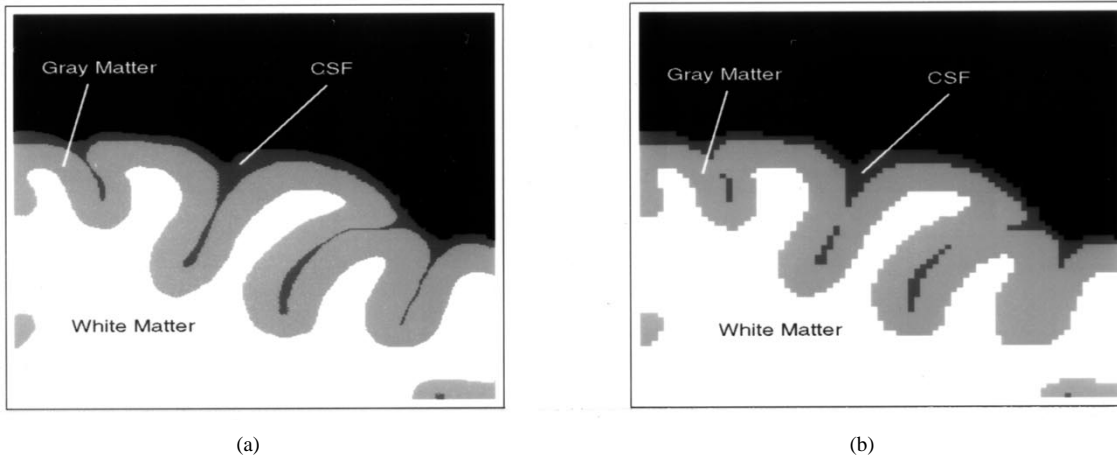 Gray Matter
CSF
White Matter
(a)
Gray Matter
CSF
White Matter
(b)